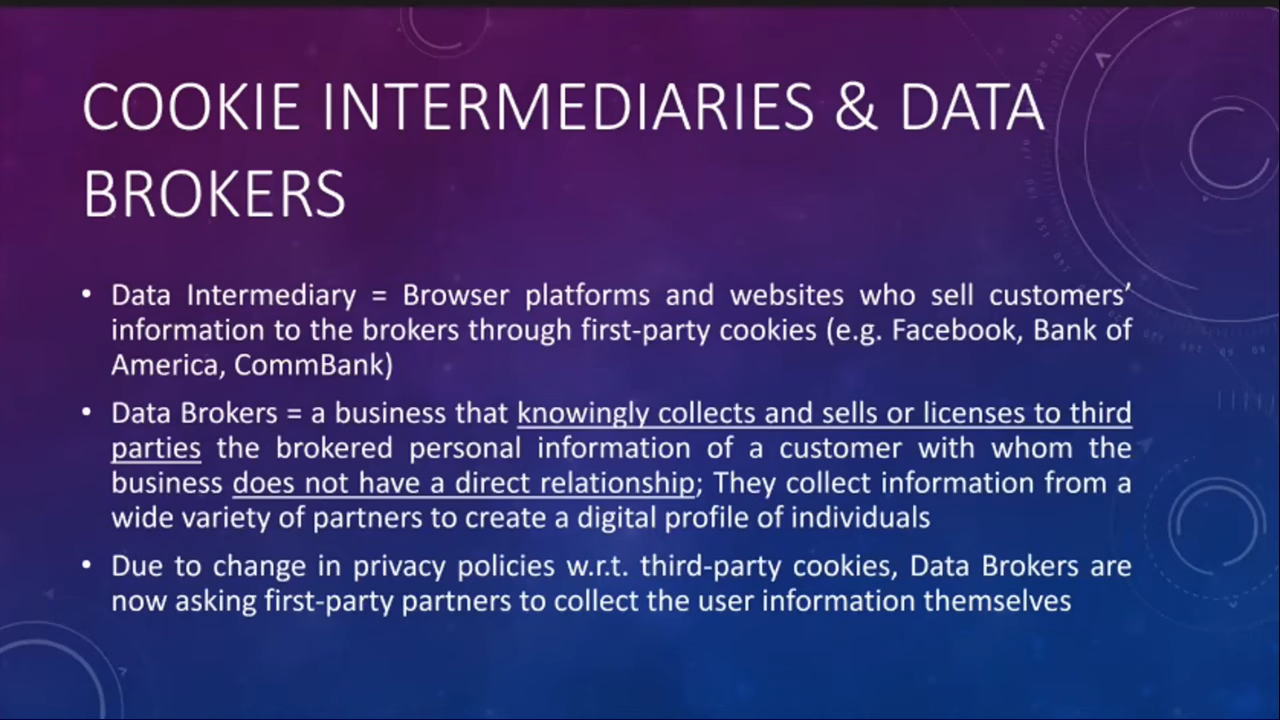 COOKIE INTERMEDIARIES & DATA
BROKERS
• Data Intermediary = Browser platforms and websites who sell customers’
information to the brokers through first-party cookies (e.g. Facebook, Bank of
America, CommBank)
• Data Brokers = a business that knowingly collects and sells or licenses to third
parties the brokered personal information of a customer with whom the
business does not have a direct relationship; They collect information from a
wide variety of partners to create a digital profile of individuals
• Due to change in privacy policies w.r.t. third-party cookies, Data Brokers are
now asking first-party partners to collect the user information themselves